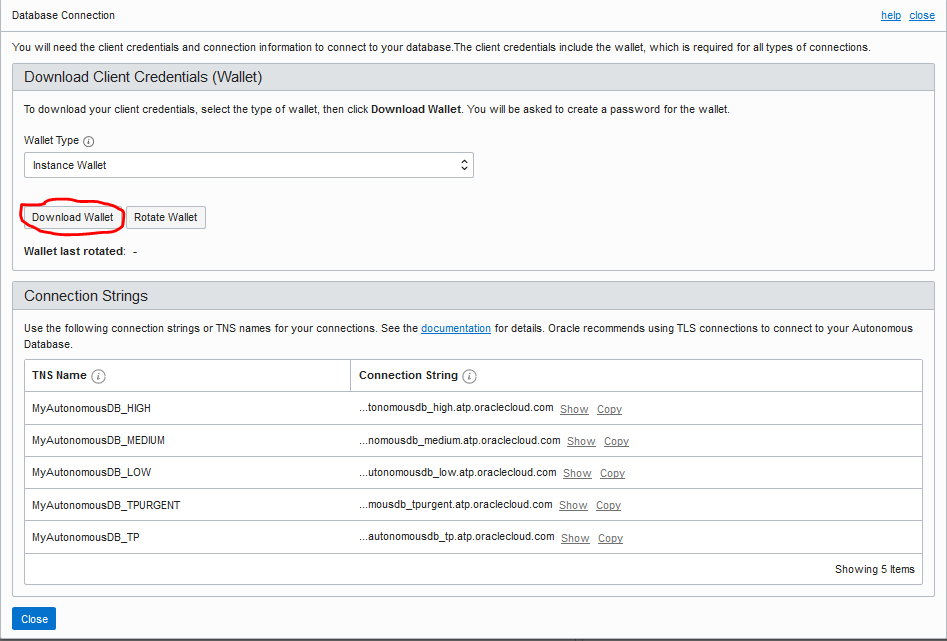 Database Connection help close
You will need the client credentials and connection information to connect to your database.The client credentials include the wallet, which is required for all types of connections.
Download Client Credentials (Wallet)
To download your client credentials, select the type of wallet, then click Download Wallet. You will be asked to create a password for the wallet.
Wallet Type i
Instance Wallet
Download Wallet Rotate Wallet
Wallet last rotated: -
Connection Strings
Use the following connection strings or TNS names for your connections. See the documentation for details. Oracle recommends using TLS connections to connect to your Autonomous
Database.
TNS Name i Connection String i
MyAutonomousDB_HIGH ...tonomousdb_high.atp.oraclecloud.com Show Copy
MyAutonomousDB_MEDIUM ...nomousdb_medium.atp.oraclecloud.com Show Copy
MyAutonomousDB_LOW ...utonomousdb_low.atp.oraclecloud.com Show Copy
MyAutonomousDB_TPURGENT ...mousdb_tpurgent.atp.oraclecloud.com Show Copy
MyAutonomousDB_TP ...autonomousdb_tp.atp.oraclecloud.com Show Copy
Showing 5 Items
Close